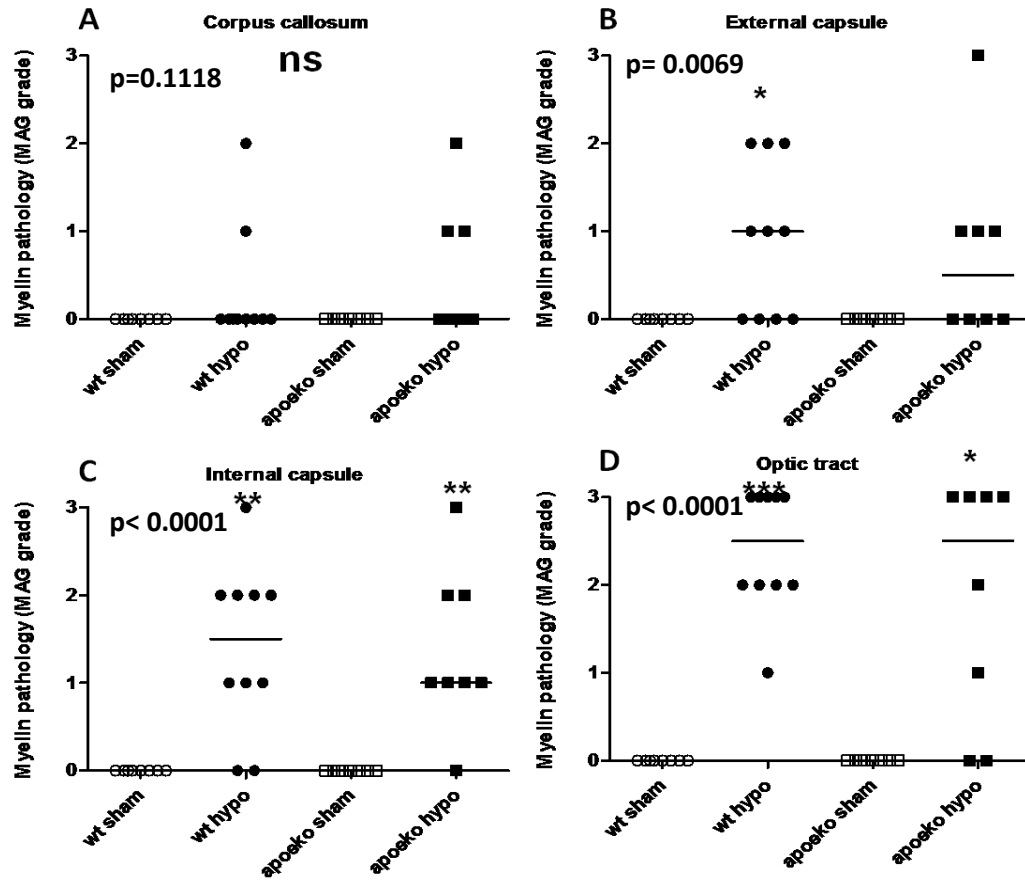 A
Corpus callosum
ns
p=0.1118
Myelin pathology (MAG grade)
3
2
1
0
wt sham
wt hypo
apoeko sham
apoeko hypo
B
External capsule
p= 0.0069
*
Myelin pathology (MAG grade)
3
2
1
0
wt sham
wt hypo
apoeko sham
apoeko hypo
C
Internal capsule
p< 0.0001
**
**
Myelin pathology (MAG grade)
3
2
1
0
wt sham
wt hypo
apoeko sham
apoeko hypo
D
Optic tract
p< 0.0001
***
*
Myelin pathology (MAG grade)
3
2
1
0
wt sham
wt hypo
apoeko sham
apoeko hypo